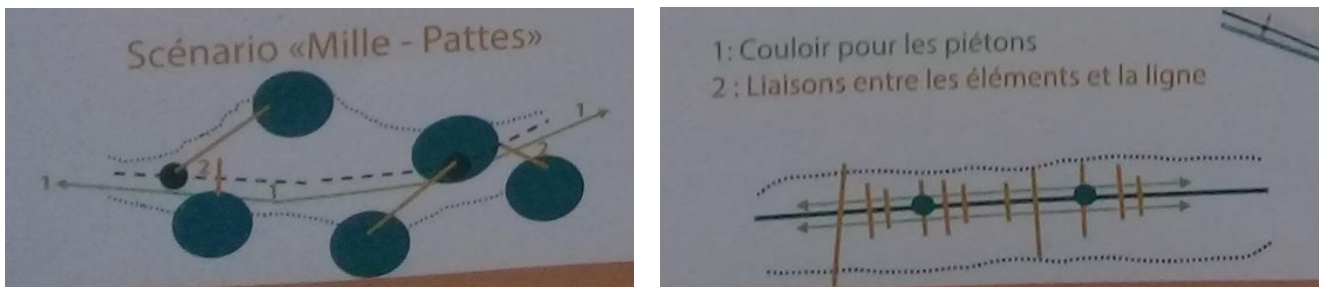 Scénario «Mille - Pattes»
1
2
2
1
1
1: Couloir pour les piétons
2 : Liaisons entre les éléments et la ligne